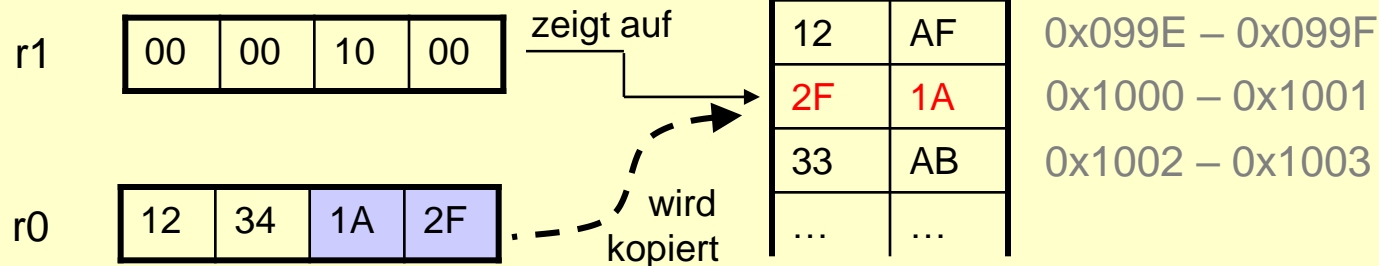 zeigt auf
r1 00 00 10 00
12 AF 0x099E – 0x099F
2F 1A 0x1000 – 0x1001
33 AB 0x1002 – 0x1003
… …
r0 12 34 1A 2F
wird
kopiert